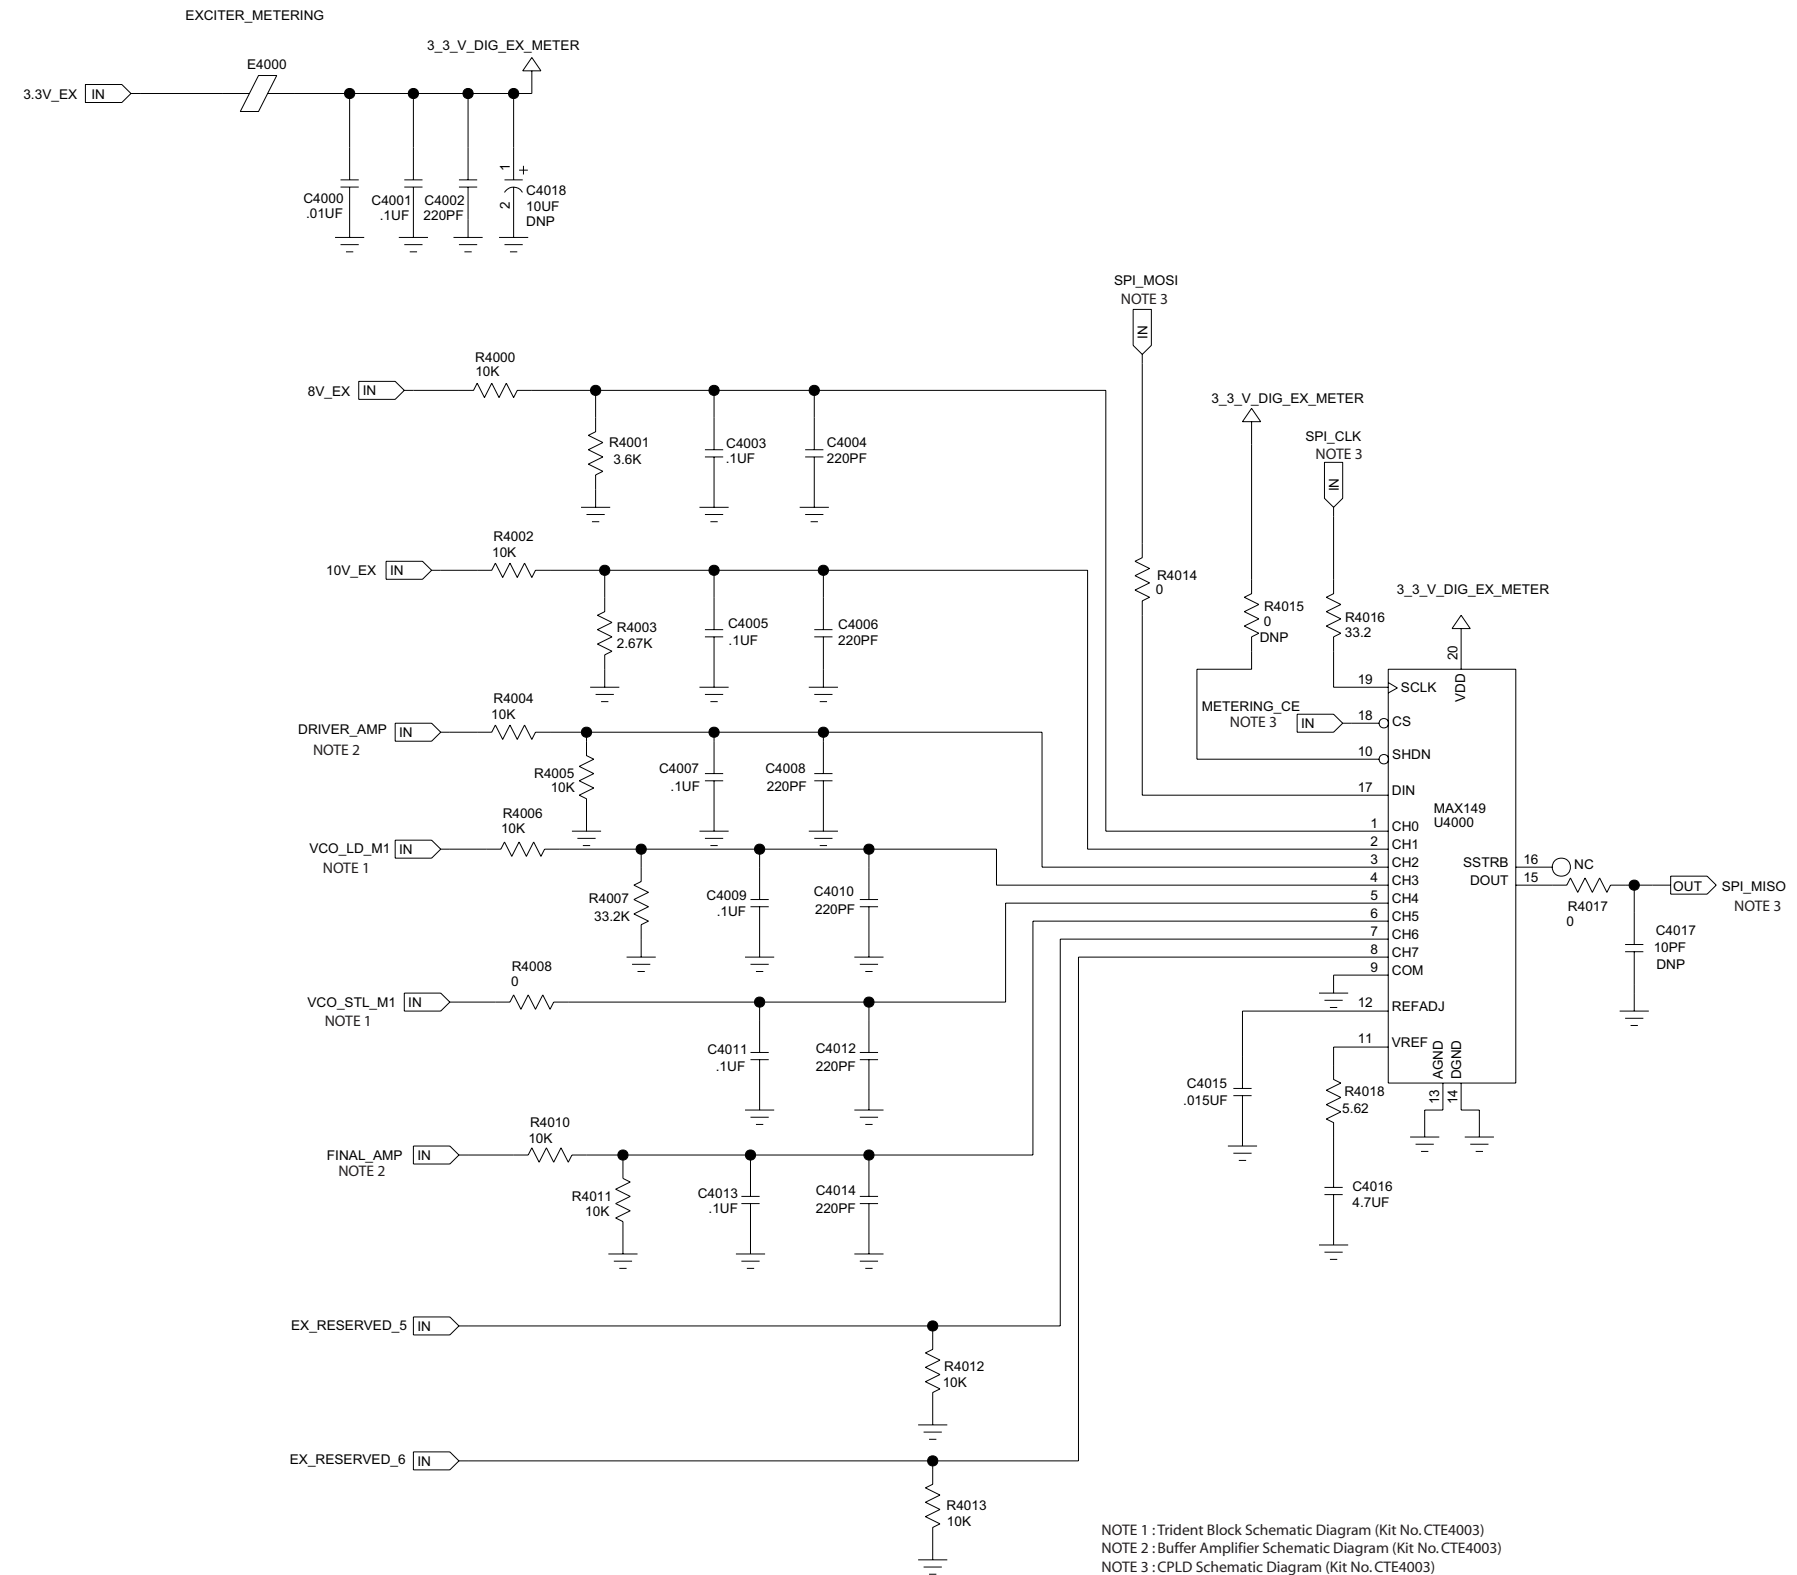 EXCITER_METERING
3_3_V_DIG_EX_METER
E4000
3.3V_EX
IN
1
+
2
C4000
.01UF
C4001
.1UF
C4002
220PF
C4018
10UF
DNP
SPI_MOSI
NOTE 3
IN
R4000
10K
8V_EX
IN
R4001
3.6K
C4003
.1UF
C4004
220PF
3_3_V_DIG_EX_METER
SPI_CLK
NOTE 3
IN
R4002
10K
10V_EX
IN
R4003
2.67K
C4005
.1UF
C4006
220PF
R4014
0
R4015
0
DNP
R4016
33.2
3_3_V_DIG_EX_METER
R4004
10K
DRIVER_AMP
IN
NOTE 2
R4005
10K
C4007
.1UF
C4008
220PF
METERING_CE
NOTE 3
IN
R4006
10K
VCO_LD_M1
IN
NOTE 1
R4007
33.2K
C4009
.1UF
C4010
220PF
R4008
0
VCO_STL_M1
IN
NOTE 1
C4011
.1UF
C4012
220PF
R4010
10K
FINAL_AMP
IN
NOTE 2
R4011
10K
C4013
.1UF
C4014
220PF
EX_RESERVED_5
IN
R4012
10K
EX_RESERVED_6
IN
R4013
10K
20
VDD
19
SCLK
18
CS
10
SHDN
17
DIN
MAX149
U4000
1
CH0
2
CH1
3
CH2
4
CH3
5
CH4
6
CH5
7
CH6
8
CH7
9
COM
12
REFADJ
11
VREF
AGND
DGND
13
14
SSTRB
16
NC
DOUT
15
R4017
0
OUT
SPI_MISO
NOTE 3
C4017
10PF
DNP
C4015
.015UF
R4018
5.62
C4016
4.7UF
NOTE 1 : Trident Block Schematic Diagram (Kit No. CTE4003)
NOTE 2 : Buffer Amplifier Schematic Diagram (Kit No. CTE4003)
NOTE 3 : CPLD Schematic Diagram (Kit No. CTE4003)